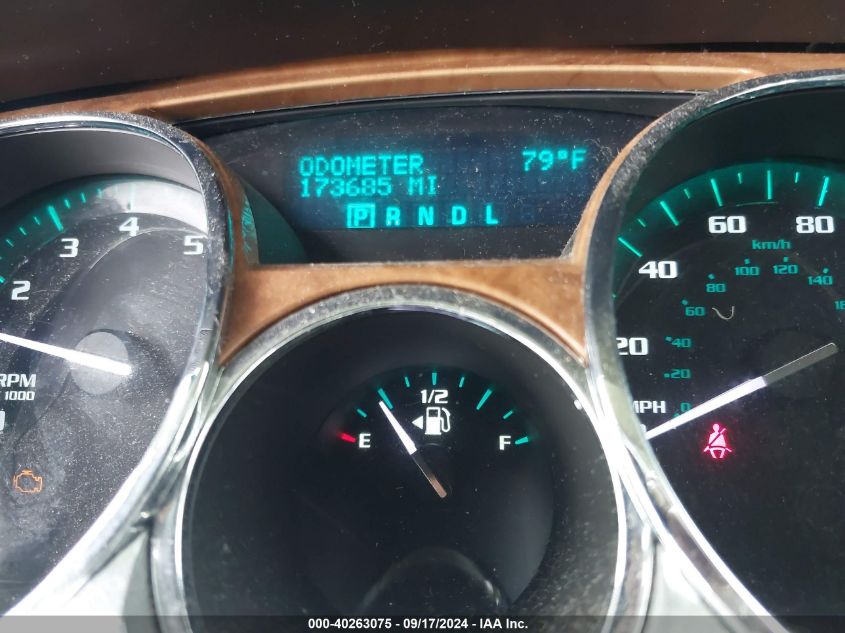 ODOMETER 79°F
173685 MI
P R N D L
2 3 4 5
RPM
1000
E 1/2 F
20 40 60 80
km/h
0 20 40 60 80 100 120 140
MPH
000-40263075 - 09/17/2024 - IAA Inc.